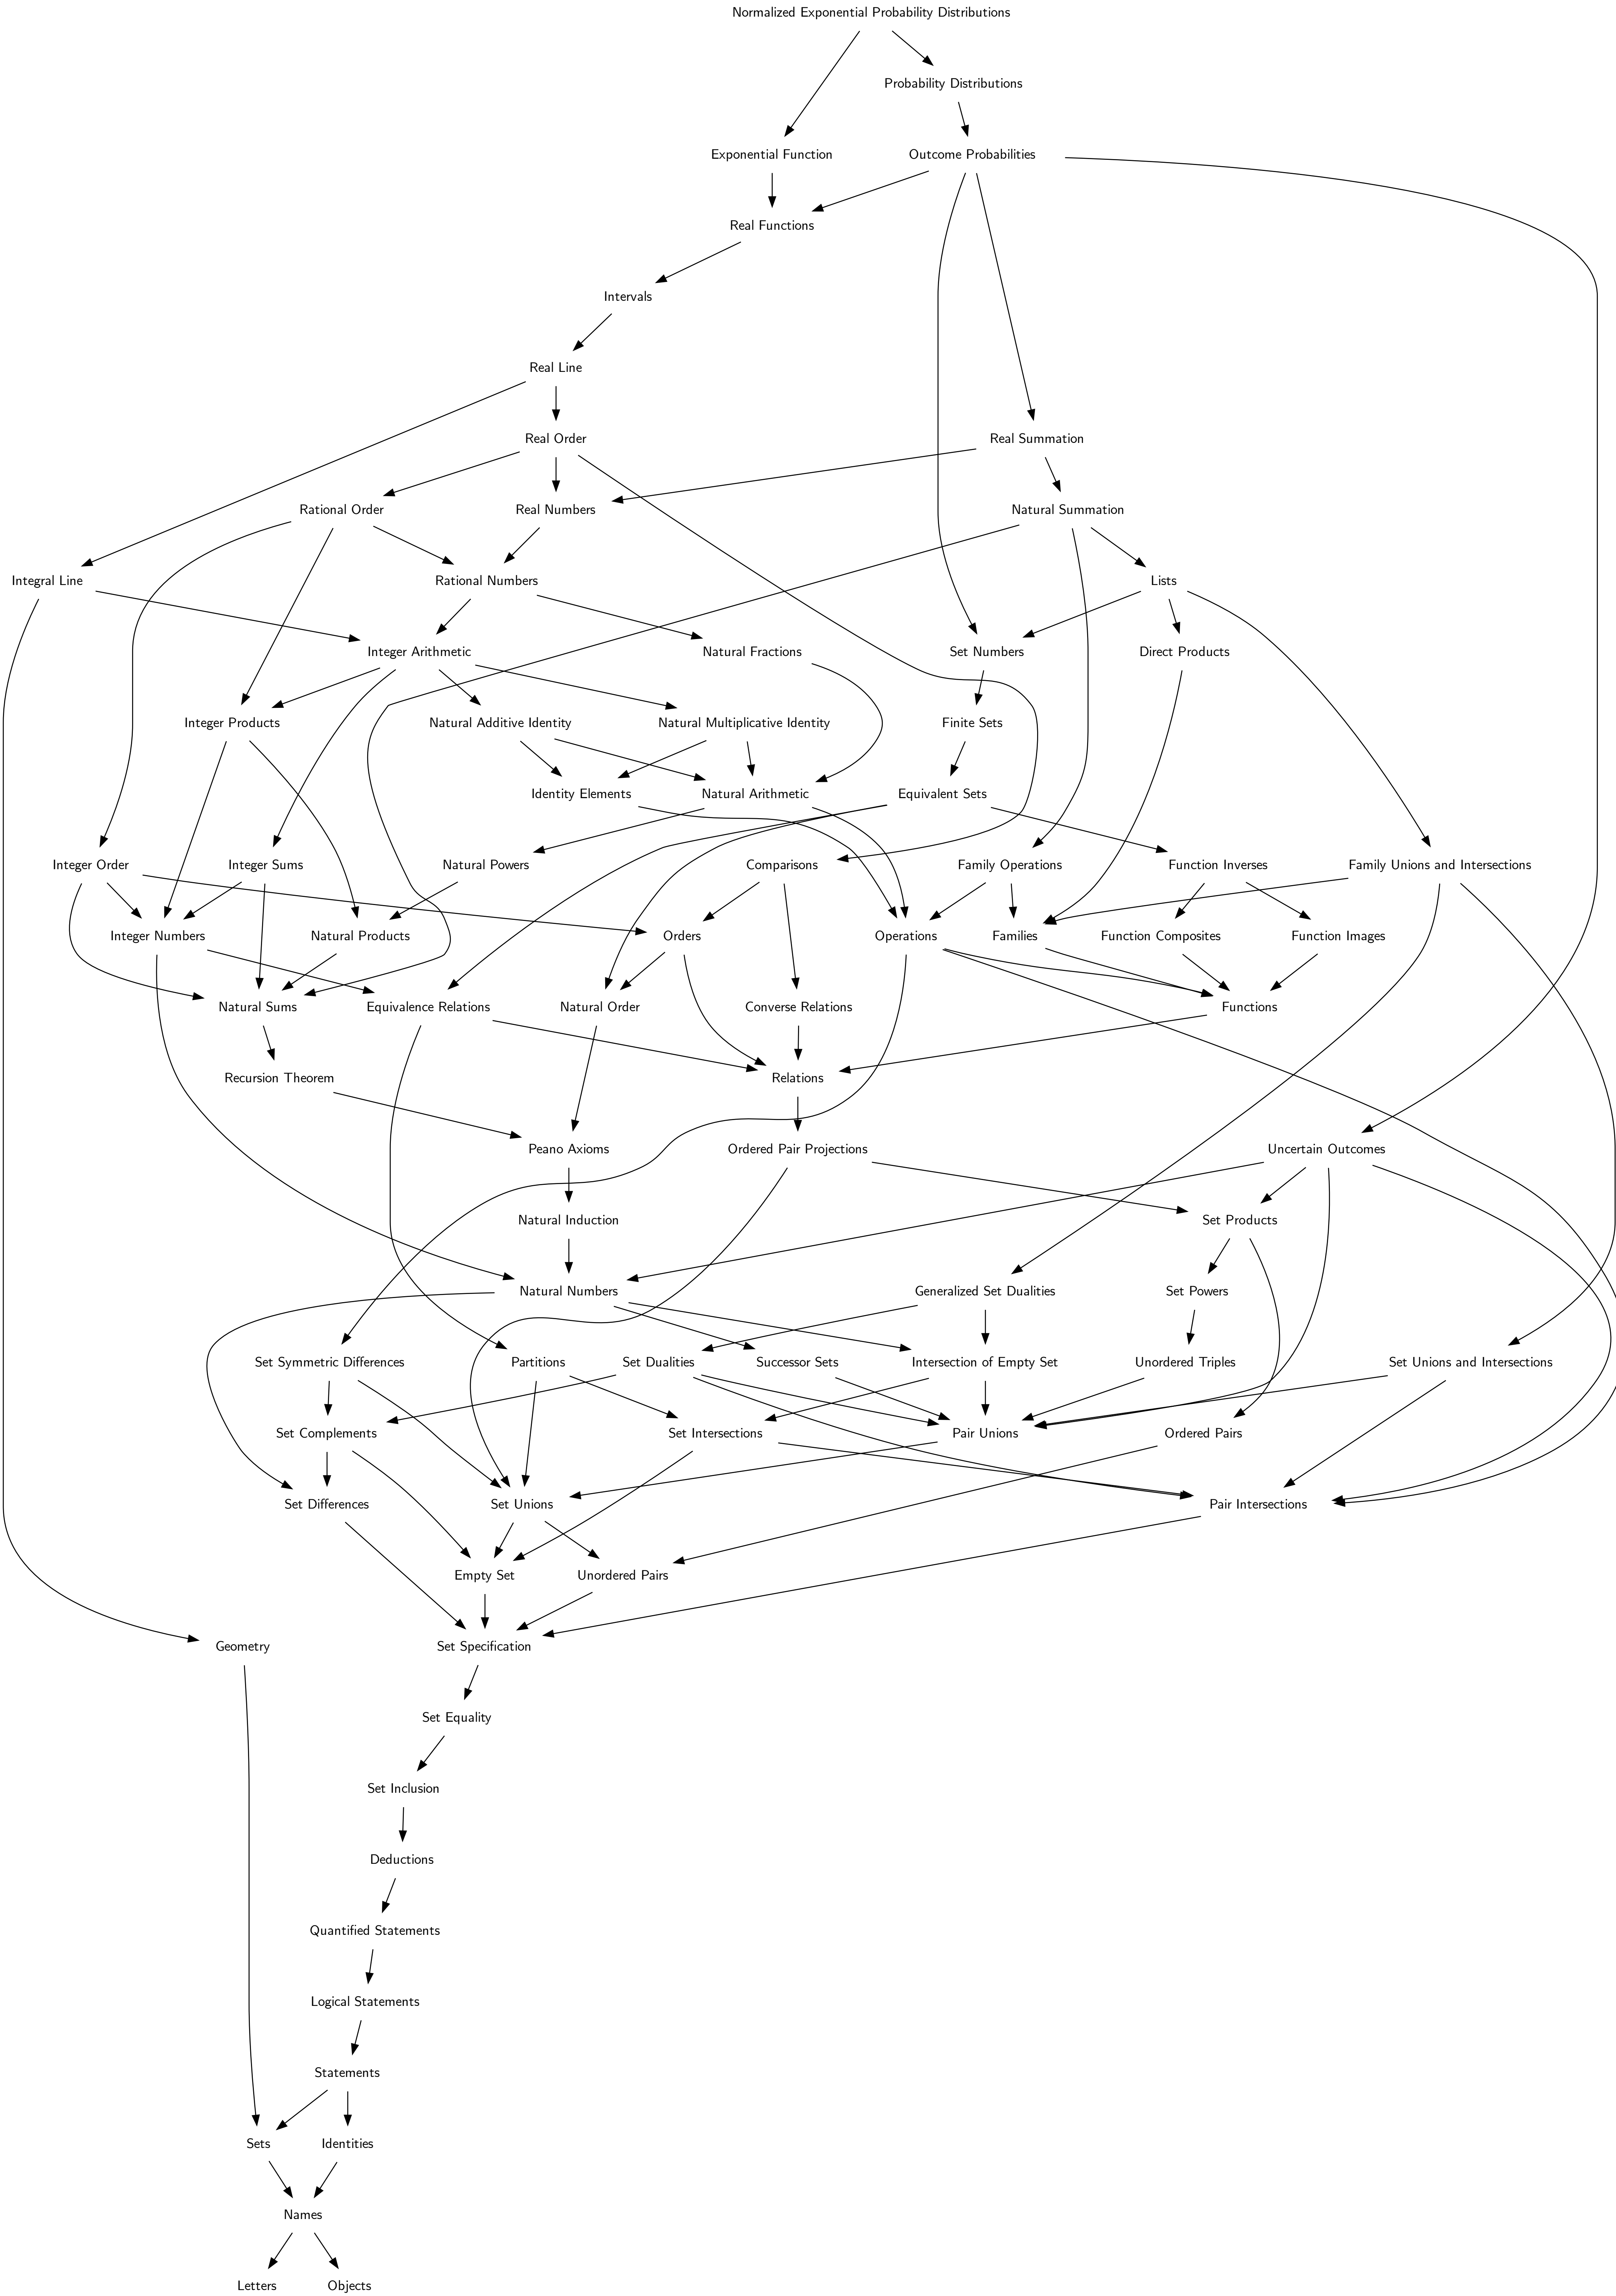 Normalized Exponential Probability Distributions
Probability Distributions
Exponential Function
Outcome Probabilities
Real Functions
Intervals
Real Line
Real Order
Real Summation
Rational Order
Real Numbers
Natural Summation
Integral Line
Rational Numbers
Lists
Integer Arithmetic
Natural Fractions
Set Numbers
Direct Products
Integer Products
Natural Additive Identity
Natural Multiplicative Identity
Finite Sets
Identity Elements
Natural Arithmetic
Equivalent Sets
Integer Order
Integer Sums
Natural Powers
Comparisons
Family Operations
Function Inverses
Family Unions and Intersections
Integer Numbers
Natural Products
Orders
Operations
Families
Function Composites
Function Images
Natural Sums
Equivalence Relations
Natural Order
Converse Relations
Functions
Recursion Theorem
Relations
Peano Axioms
Ordered Pair Projections
Uncertain Outcomes
Natural Induction
Set Products
Natural Numbers
Generalized Set Dualities
Set Powers
Set Symmetric Differences
Partitions
Set Dualities
Successor Sets
Intersection of Empty Set
Unordered Triples
Set Unions and Intersections
Set Complements
Set Intersections
Pair Unions
Ordered Pairs
Set Differences
Set Unions
Pair Intersections
Empty Set
Unordered Pairs
Geometry
Set Specification
Set Equality
Set Inclusion
Deductions
Quantified Statements
Logical Statements
Statements
Sets
Identities
Names
Letters
Objects